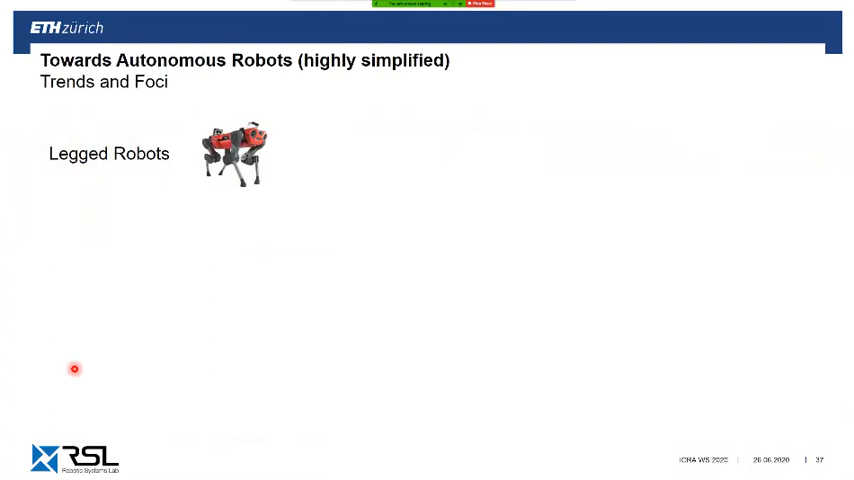 ETH zürich
Towards Autonomous Robots (highly simplified)
Trends and Foci
Legged Robots
RSL
Robotic Systems Lab
ICRA WS 2020 | 26.06.2020 | 37